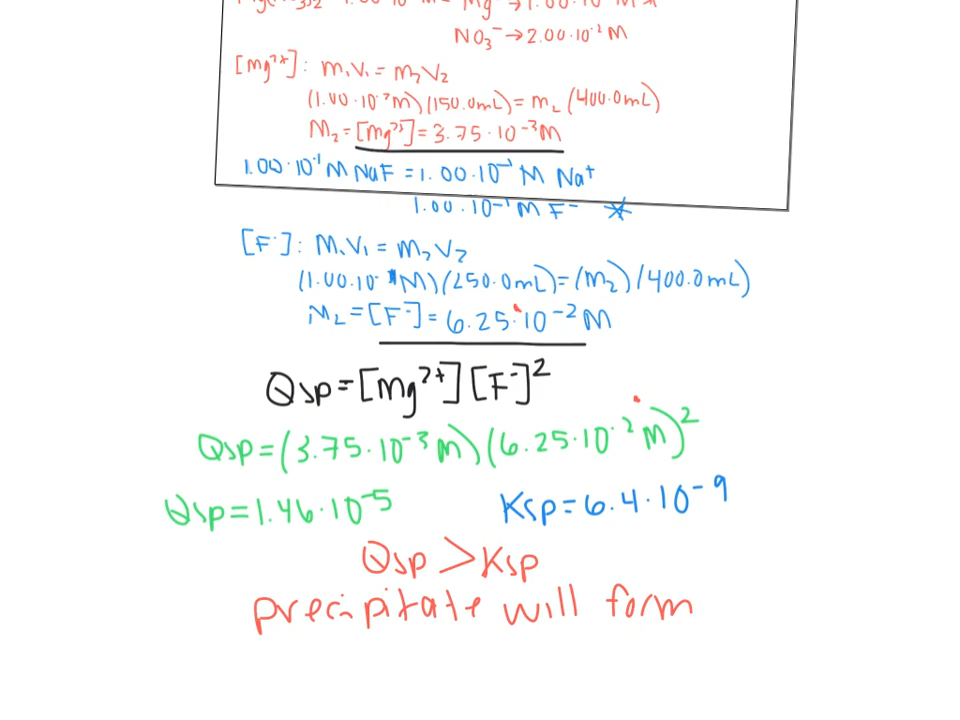 NO₃⁻→2.00·10⁻²M
[Mg²⁺]: M₁V₁=M₂V₂
(1.00·10⁻²M)(150.0mL)=M₂(400.0mL)
M₂=[Mg²⁺]=3.75·10⁻³M
1.00·10⁻¹M NaF=1.00·10⁻¹M Na⁺
1.00·10⁻¹M F⁻ *
[F⁻]: M₁V₁=M₂V₂
(1.00·10⁻¹M)(250.0mL)=(M₂)(400.0mL)
M₂=[F⁻]=6.25·10⁻²M
Qsp=[Mg²⁺][F⁻]²
Qsp=(3.75·10⁻³M)(6.25·10⁻²M)²
Qsp=1.46·10⁻⁵ Ksp=6.4·10⁻⁹
Qsp>Ksp
precipitate will form